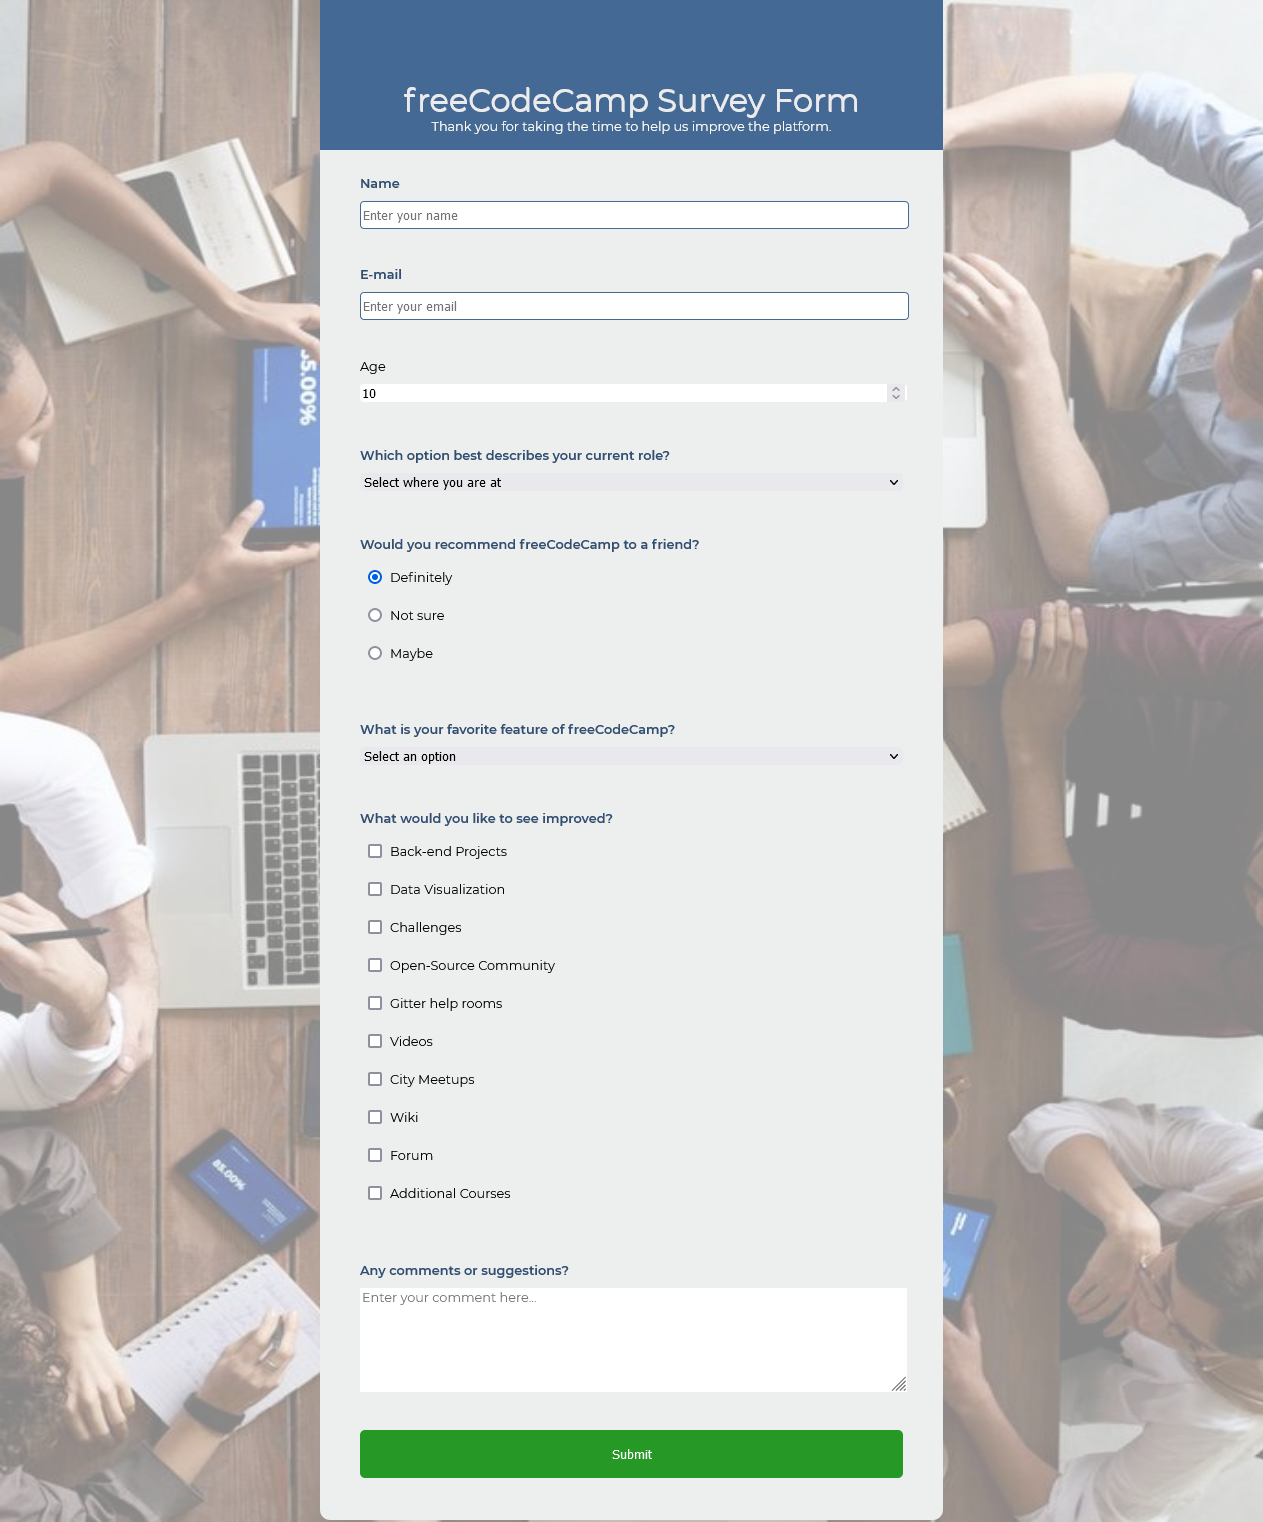 freeCodeCamp Survey Form
Thank you for taking the time to help us improve the platform.
Name
Enter your name
E-mail
Enter your email
Age
10
Which option best describes your current role?
Select where you are at
Would you recommend freeCodeCamp to a friend?
Definitely
Not sure
Maybe
What is your favorite feature of freeCodeCamp?
Select an option
What would you like to see improved?
Back-end Projects
Data Visualization
Challenges
Open-Source Community
Gitter help rooms
Videos
City Meetups
Wiki
Forum
Additional Courses
Any comments or suggestions?
Enter your comment here...
Submit
85.00%